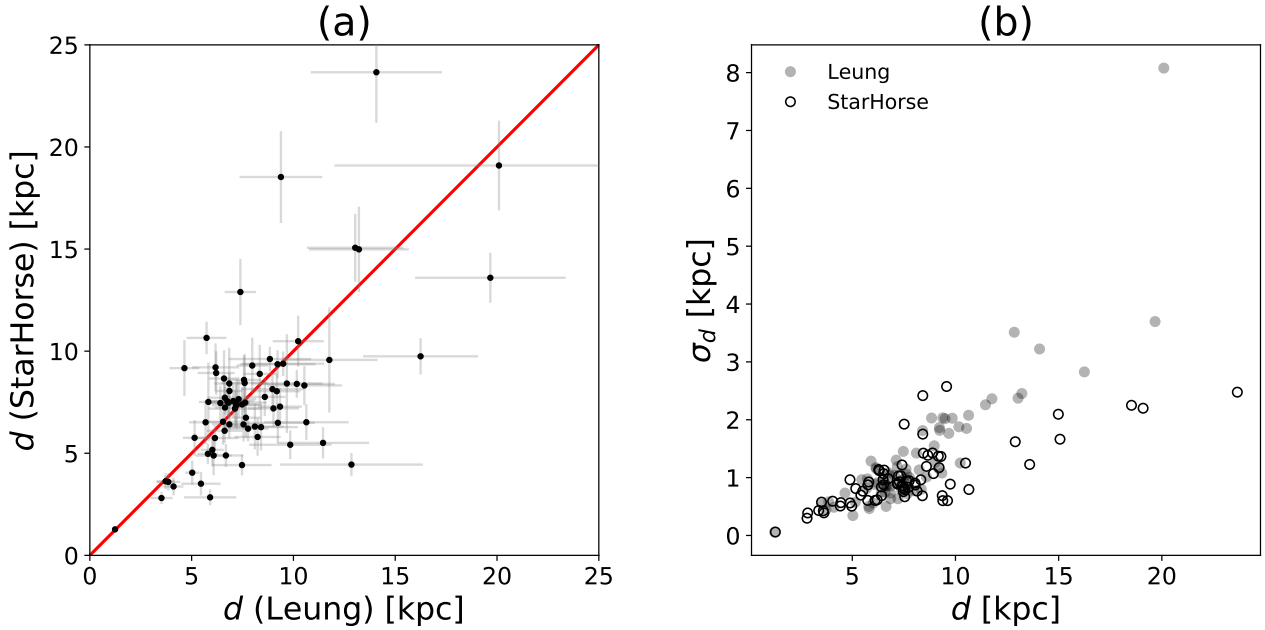 (a)
25
20
15
10
5
0
0 5 10 15 20 25
d (StarHorse) [kpc]
d (Leung) [kpc]
(b)
Leung
StarHorse
8
7
6
5
4
3
2
1
0
5 10 15 20
σd [kpc]
d [kpc]